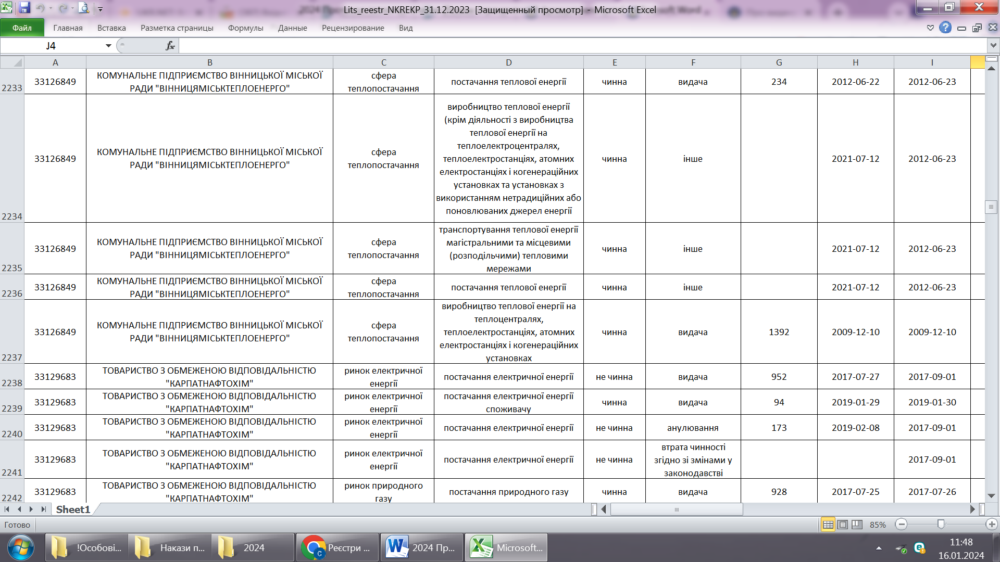 Lits_reestr_NKREKP_31.12.2023 [Защищенный просмотр] - Microsoft Excel
Файл Главная Вставка Разметка страницы Формулы Данные Рецензирование Вид
J4 fx
A B C D E F G H I
2233 33126849 КОМУНАЛЬНЕ ПІДПРИЄМСТВО ВІННИЦЬКОЇ МІСЬКОЇ
РАДИ "ВІННИЦЯМІСЬКТЕПЛОЕНЕРГО"
сфера
теплопостачання
постачання теплової енергії чинна видача 234 2012-06-22 2012-06-23
2234 33126849 КОМУНАЛЬНЕ ПІДПРИЄМСТВО ВІННИЦЬКОЇ МІСЬКОЇ
РАДИ "ВІННИЦЯМІСЬКТЕПЛОЕНЕРГО"
сфера
теплопостачання
виробництво теплової енергії
(крім діяльності з виробництва
теплової енергії на
теплоелектроцентралях,
теплоелектростанціях, атомних
електростанціях і когенераційних
установках та установках з
використанням нетрадиційних або
поновлюваних джерел енергії
чинна інше 2021-07-12 2012-06-23
2235 33126849 КОМУНАЛЬНЕ ПІДПРИЄМСТВО ВІННИЦЬКОЇ МІСЬКОЇ
РАДИ "ВІННИЦЯМІСЬКТЕПЛОЕНЕРГО"
сфера
теплопостачання
транспортування теплової енергії
магістральними та місцевими
(розподільчими) тепловими
мережами
чинна інше 2021-07-12 2012-06-23
2236 33126849 КОМУНАЛЬНЕ ПІДПРИЄМСТВО ВІННИЦЬКОЇ МІСЬКОЇ
РАДИ "ВІННИЦЯМІСЬКТЕПЛОЕНЕРГО"
сфера
теплопостачання
постачання теплової енергії чинна інше 2021-07-12 2012-06-23
2237 33126849 КОМУНАЛЬНЕ ПІДПРИЄМСТВО ВІННИЦЬКОЇ МІСЬКОЇ
РАДИ "ВІННИЦЯМІСЬКТЕПЛОЕНЕРГО"
сфера
теплопостачання
виробництво теплової енергії на
теплоцентралях,
теплоелектростанціях, атомних
електростанціях і когенераційних
установках
чинна видача 1392 2009-12-10 2009-12-10
2238 33129683 ТОВАРИСТВО З ОБМЕЖЕНОЮ ВІДПОВІДАЛЬНІСТЮ
"КАРПАТНАФТОХІМ"
ринок електричної
енергії
постачання електричної енергії не чинна видача 952 2017-07-27 2017-09-01
2239 33129683 ТОВАРИСТВО З ОБМЕЖЕНОЮ ВІДПОВІДАЛЬНІСТЮ
"КАРПАТНАФТОХІМ"
ринок електричної
енергії
постачання електричної енергії
споживачу
чинна видача 94 2019-01-29 2019-01-30
2240 33129683 ТОВАРИСТВО З ОБМЕЖЕНОЮ ВІДПОВІДАЛЬНІСТЮ
"КАРПАТНАФТОХІМ"
ринок електричної
енергії
постачання електричної енергії не чинна анулювання 173 2019-02-08 2017-09-01
2241 33129683 ТОВАРИСТВО З ОБМЕЖЕНОЮ ВІДПОВІДАЛЬНІСТЮ
"КАРПАТНАФТОХІМ"
ринок електричної
енергії
постачання електричної енергії не чинна
втрата чинності
згідно зі змінами у
законодавстві
2017-09-01
2242 33129683 ТОВАРИСТВО З ОБМЕЖЕНОЮ ВІДПОВІДАЛЬНІСТЮ
"КАРПАТНАФТОХІМ"
ринок природного
газу
постачання природного газу чинна видача 928 2017-07-25 2017-07-26
Sheet1
Готово 85%
!Особові... Накази п... 2024 Реєстри ... 2024 Пр... Microsoft...
11:48
16.01.2024